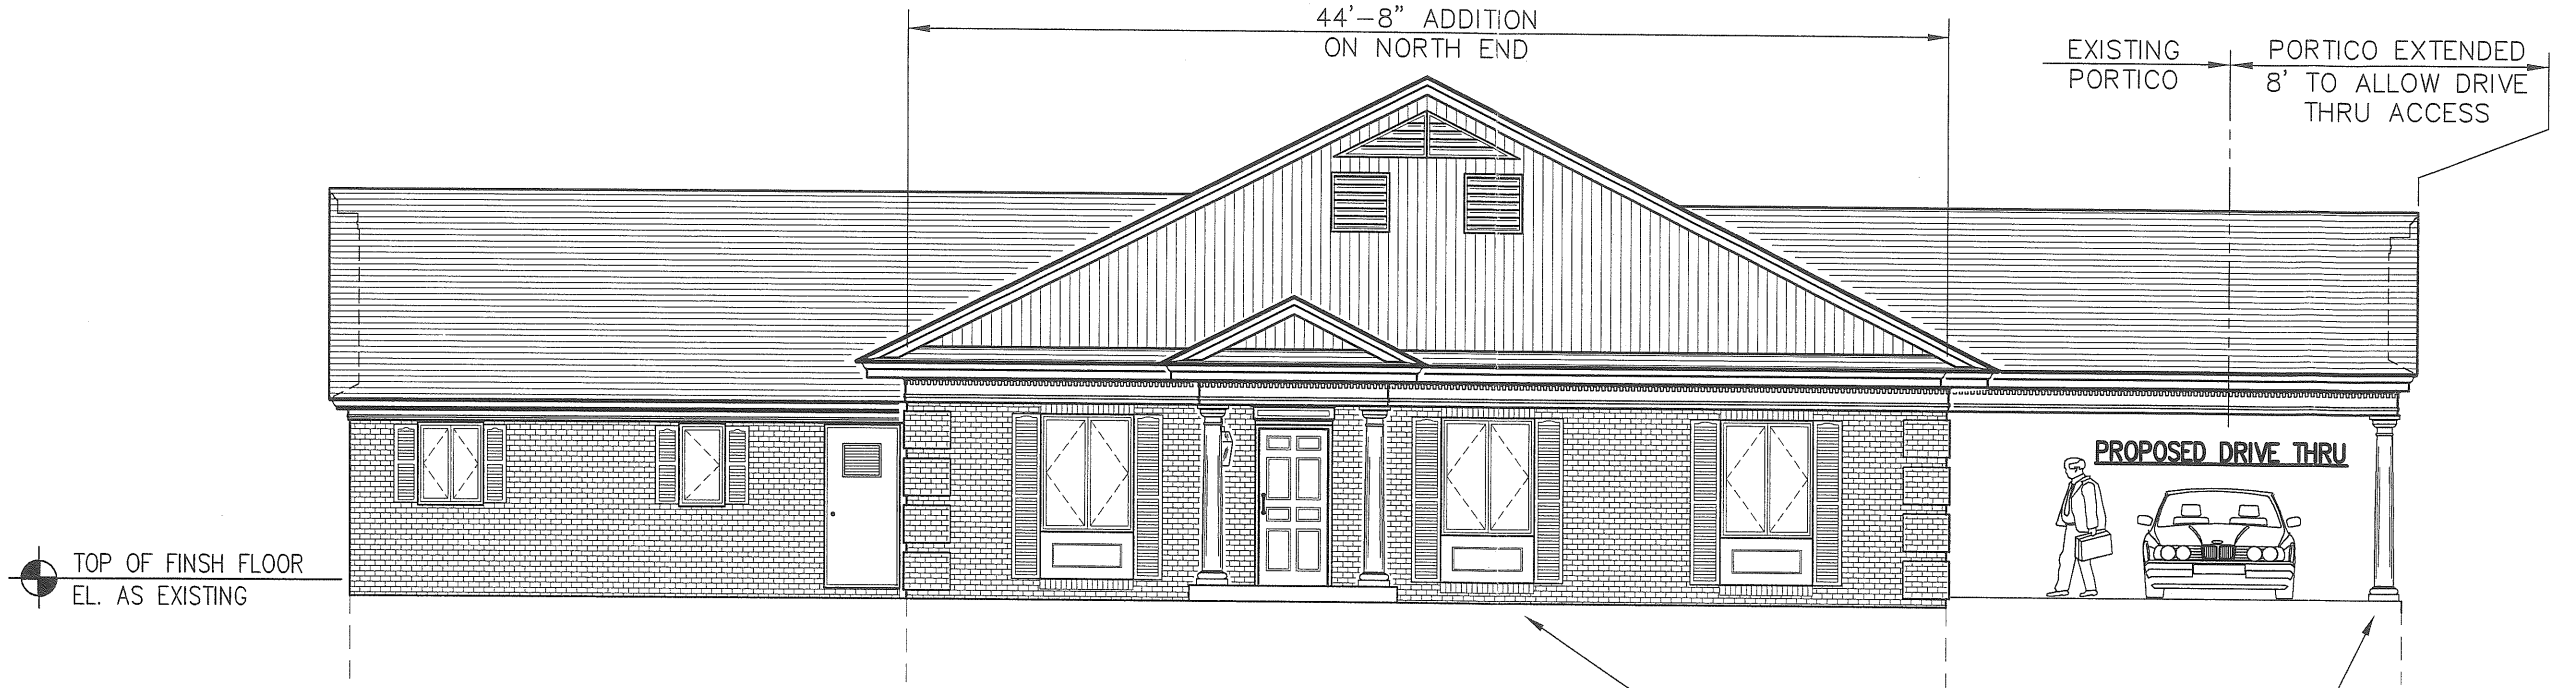 44'-8" ADDITION
ON NORTH END
EXISTING
PORTICO
PORTICO EXTENDED
8' TO ALLOW DRIVE
THRU ACCESS
PROPOSED DRIVE THRU
TOP OF FINSH FLOOR
EL. AS EXISTING